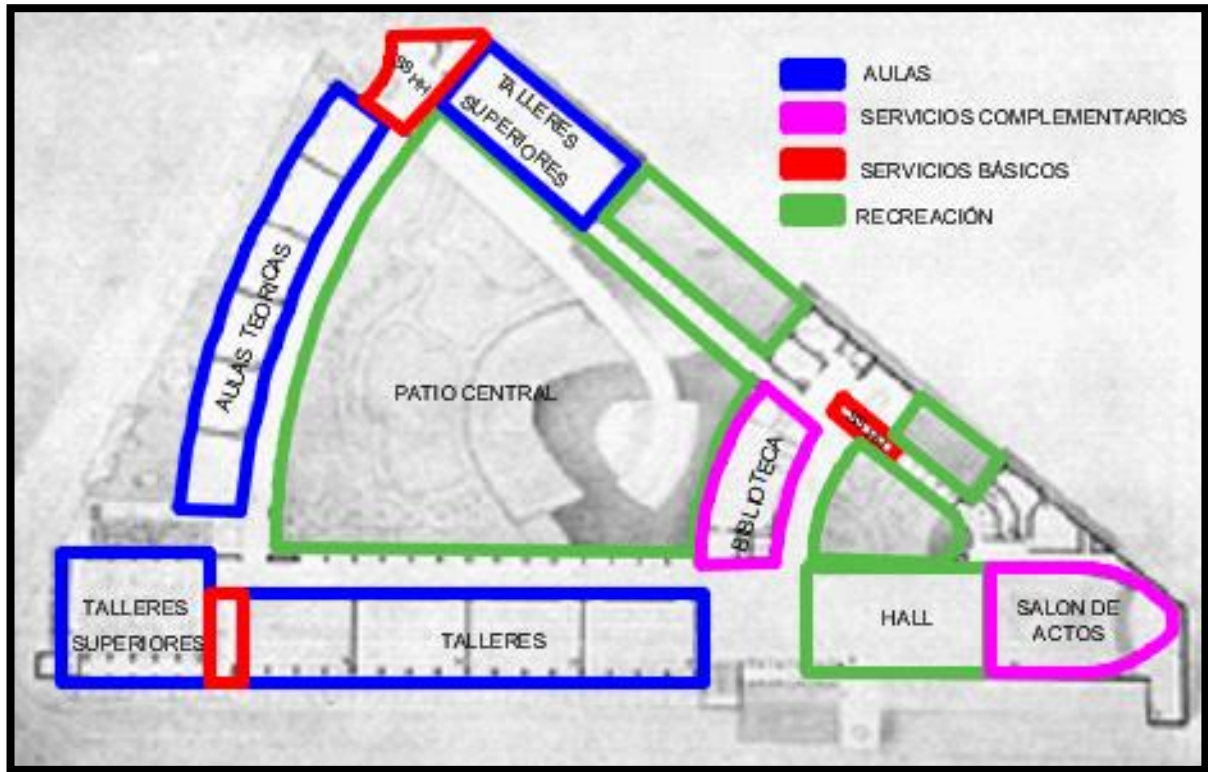 SS HH
TALLERES
SUPERIORES
AULAS
SERVICIOS COMPLEMENTARIOS
SERVICIOS BÁSICOS
RECREACIÓN
AULAS TEORICAS
PATIO CENTRAL
BIBLIOTECA
TALLERES
SUPERIORES
TALLERES
HALL
SALON DE
ACTOS